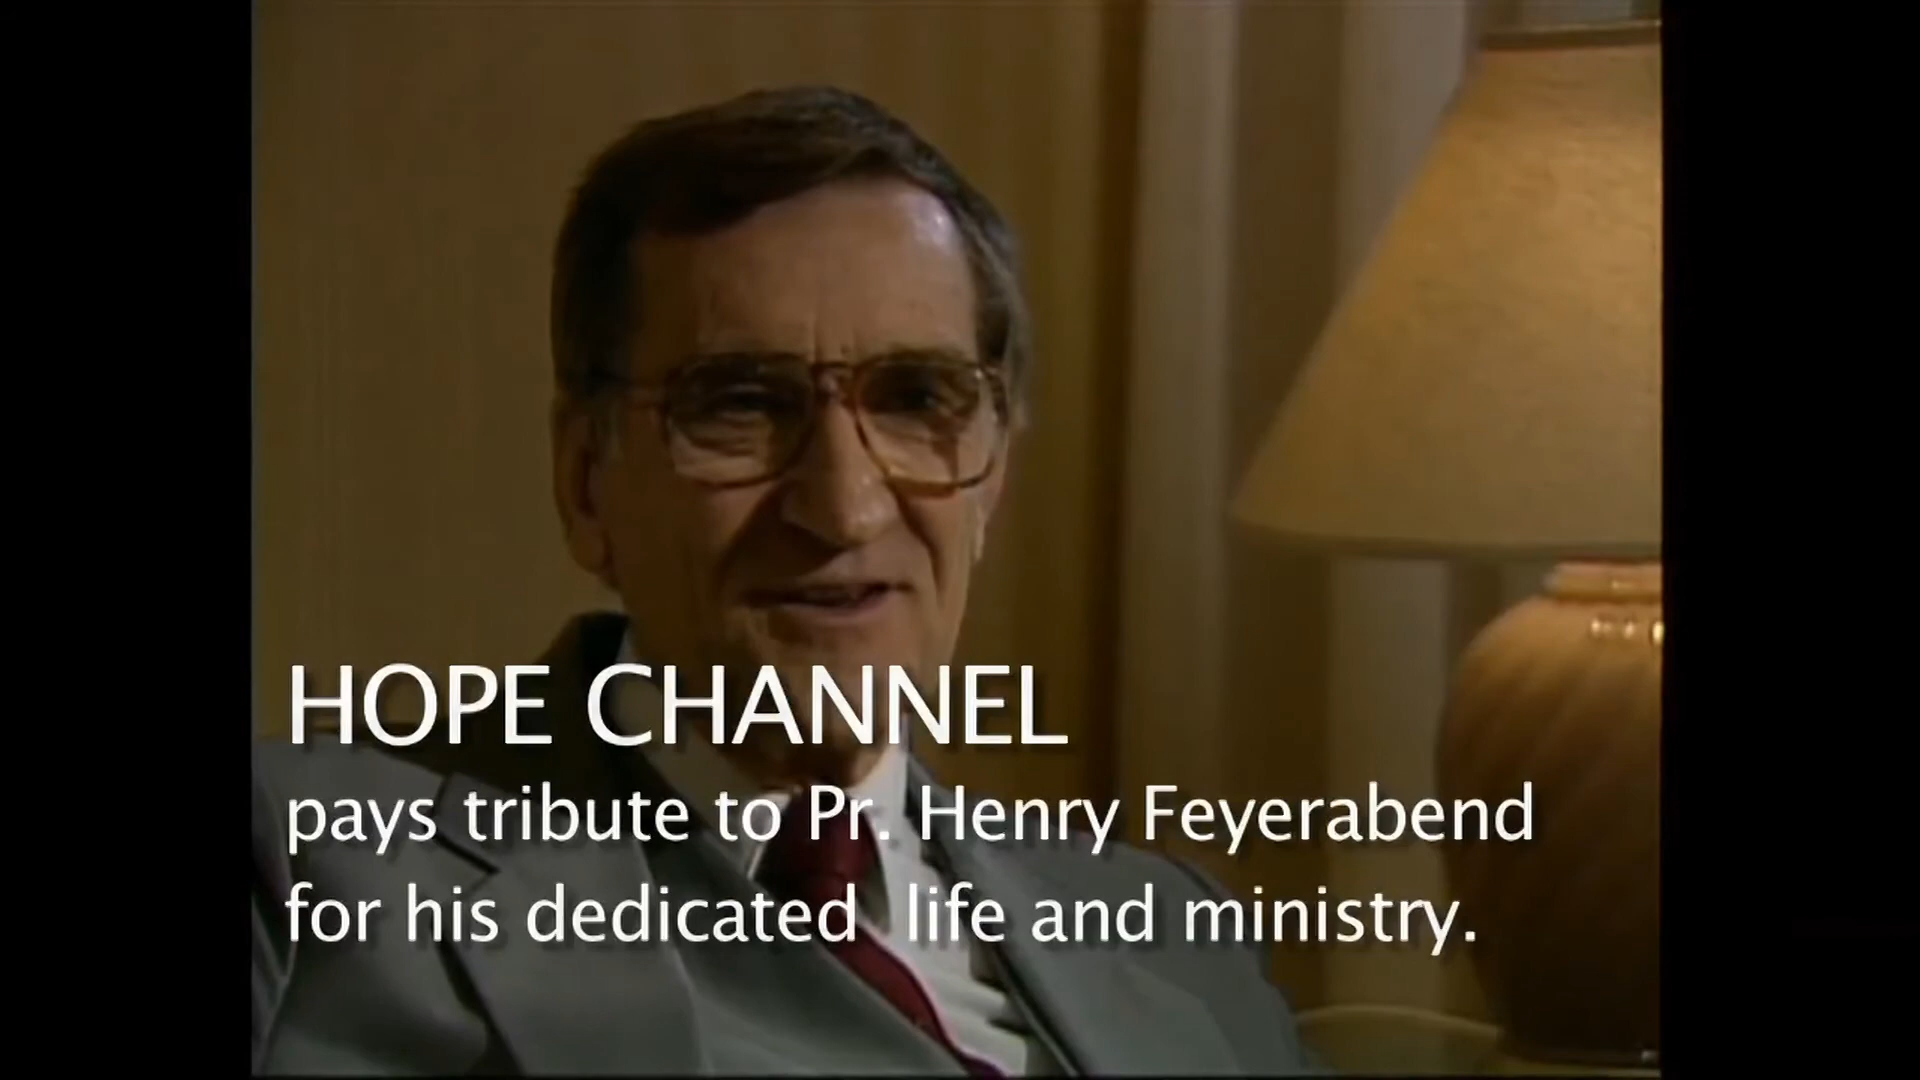 HOPE CHANNEL
pays tribute to Pr. Henry Feyerabend
for his dedicated life and ministry.